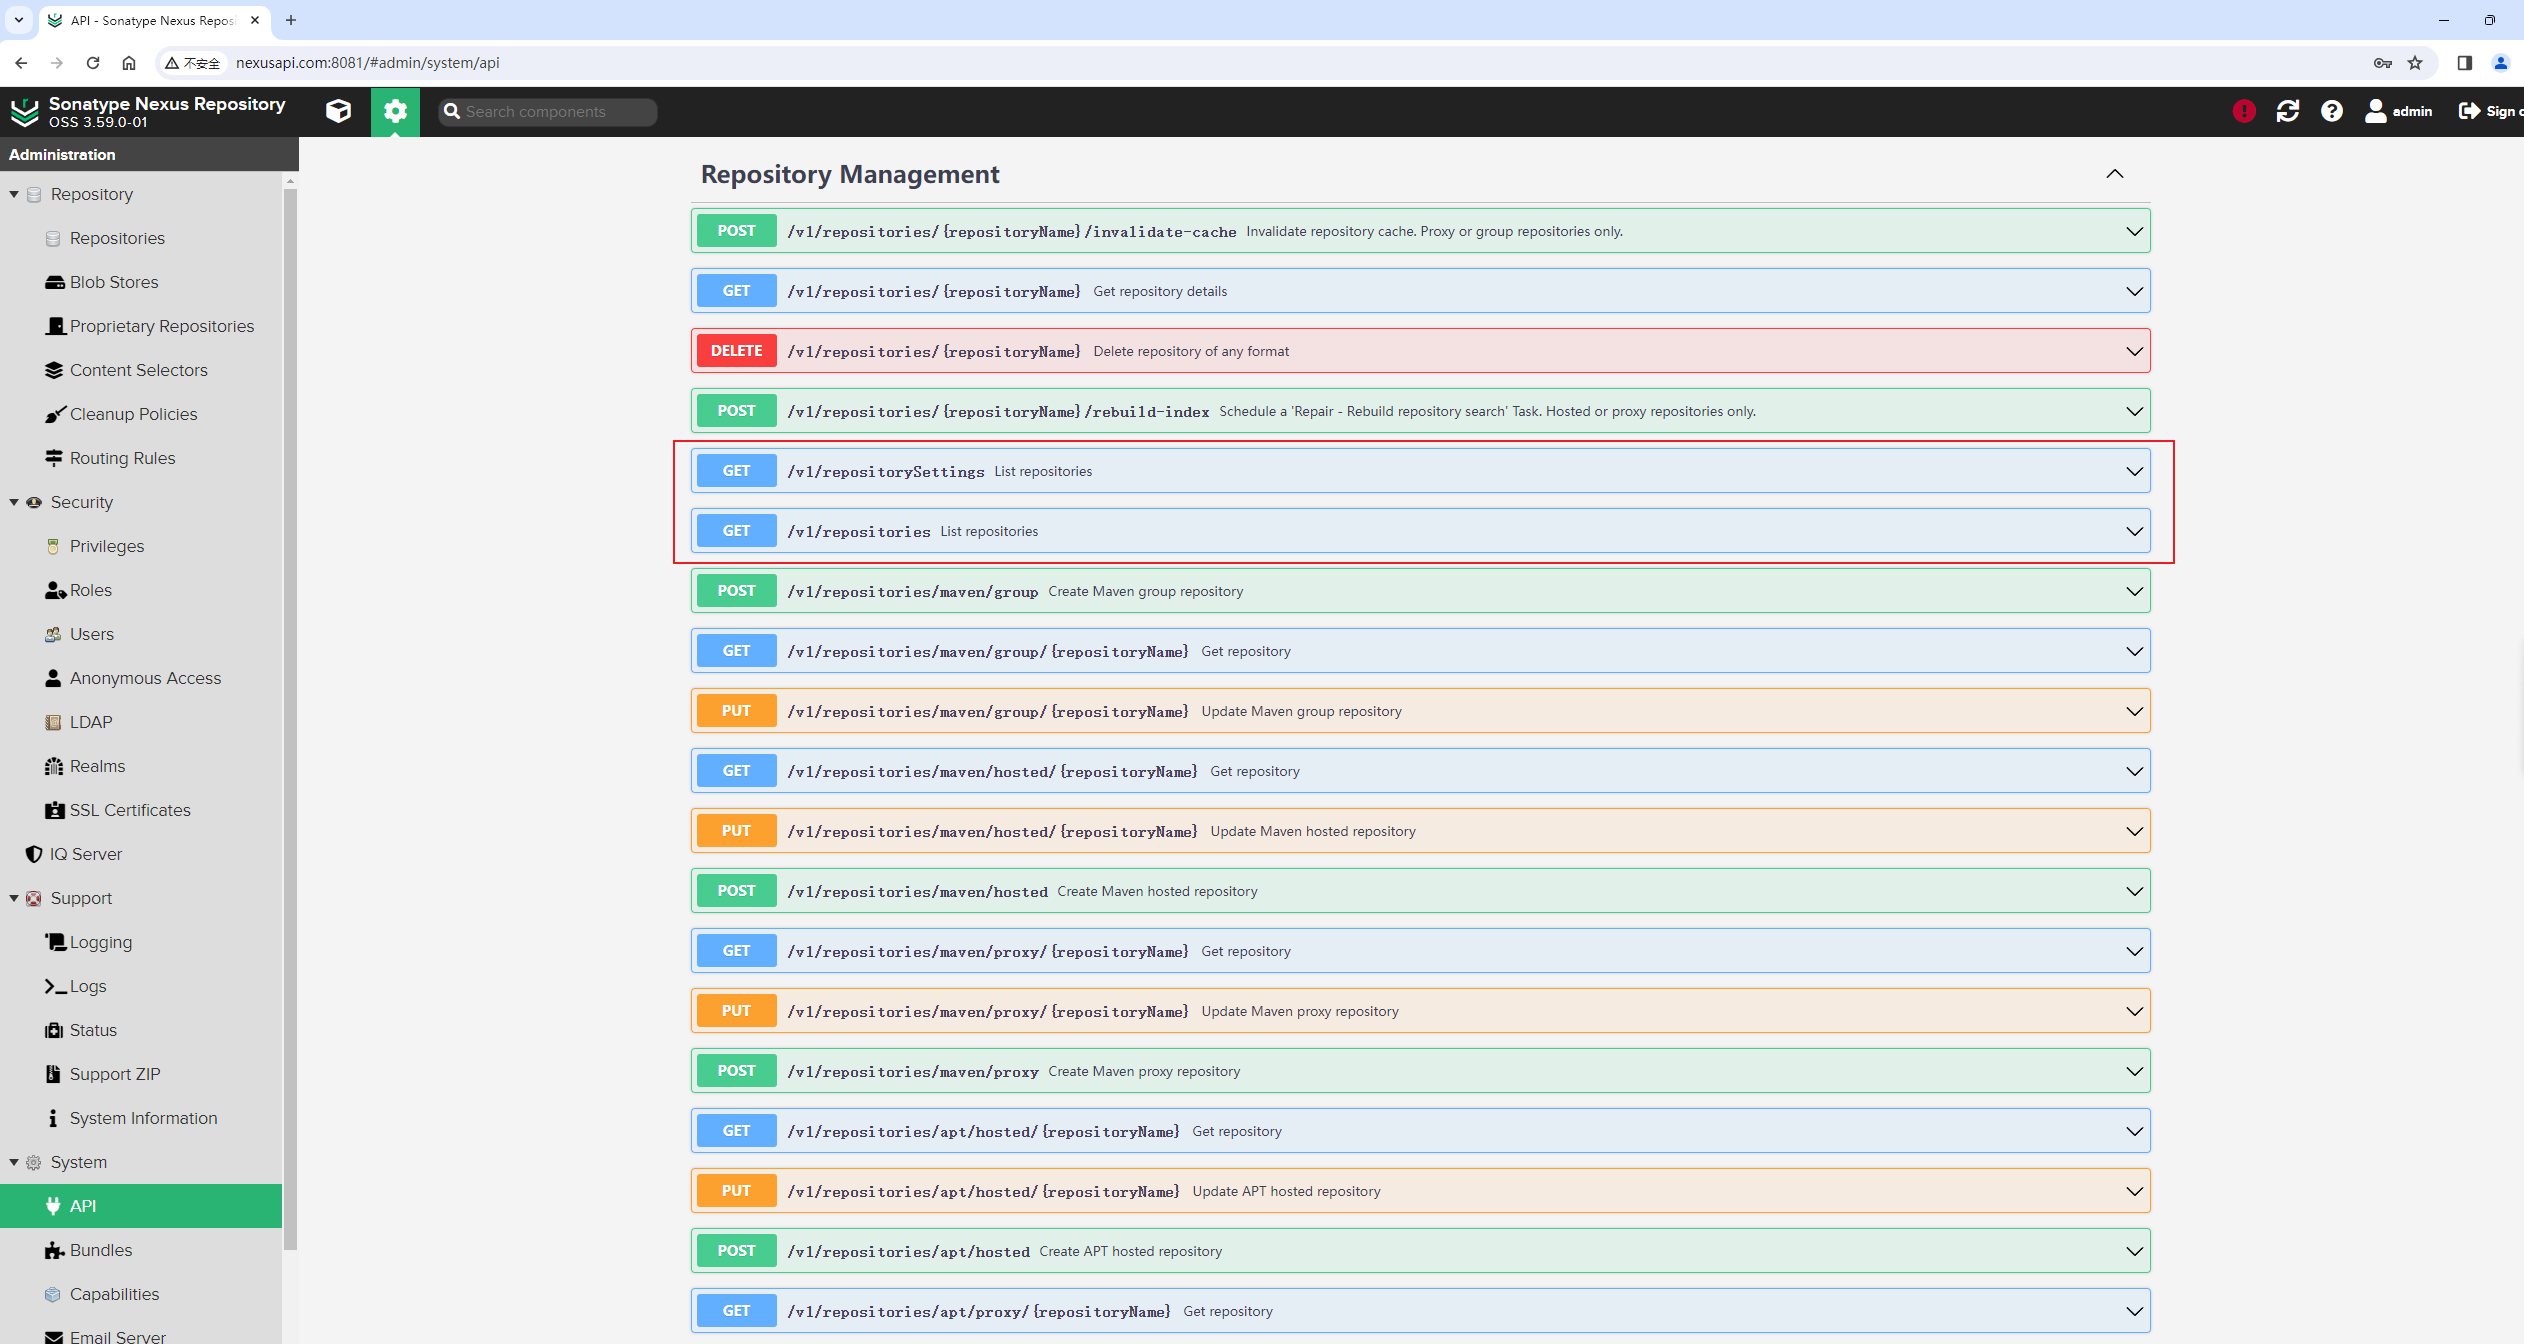 API - Sonatype Nexus Reposi
不安全
nexusapi.com:8081/#admin/system/api
Sonatype Nexus Repository
OSS 3.59.0-01
Search components
admin
Sign o
Administration
Repository
Repositories
Blob Stores
Proprietary Repositories
Content Selectors
Cleanup Policies
Routing Rules
Security
Privileges
Roles
Users
Anonymous Access
LDAP
Realms
SSL Certificates
IQ Server
Support
Logging
Logs
Status
Support ZIP
System Information
System
API
Bundles
Capabilities
Email Server
Repository Management
POST /v1/repositories/{repositoryName}/invalidate-cache Invalidate repository cache. Proxy or group repositories only.
GET /v1/repositories/{repositoryName} Get repository details
DELETE /v1/repositories/{repositoryName} Delete repository of any format
POST /v1/repositories/{repositoryName}/rebuild-index Schedule a 'Repair - Rebuild repository search' Task. Hosted or proxy repositories only.
GET /v1/repositorySettings List repositories
GET /v1/repositories List repositories
POST /v1/repositories/maven/group Create Maven group repository
GET /v1/repositories/maven/group/{repositoryName} Get repository
PUT /v1/repositories/maven/group/{repositoryName} Update Maven group repository
GET /v1/repositories/maven/hosted/{repositoryName} Get repository
PUT /v1/repositories/maven/hosted/{repositoryName} Update Maven hosted repository
POST /v1/repositories/maven/hosted Create Maven hosted repository
GET /v1/repositories/maven/proxy/{repositoryName} Get repository
PUT /v1/repositories/maven/proxy/{repositoryName} Update Maven proxy repository
POST /v1/repositories/maven/proxy Create Maven proxy repository
GET /v1/repositories/apt/hosted/{repositoryName} Get repository
PUT /v1/repositories/apt/hosted/{repositoryName} Update APT hosted repository
POST /v1/repositories/apt/hosted Create APT hosted repository
GET /v1/repositories/apt/proxy/{repositoryName} Get repository